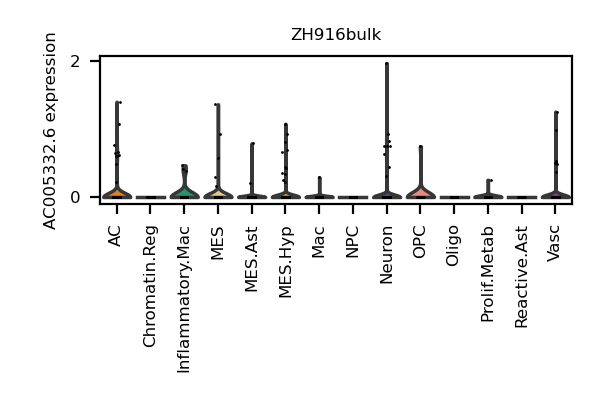 ZH916bulk
AC005332.6 expression
2
0
AC
Chromatin.Reg
Inflammatory.Mac
MES
MES.Ast
MES.Hyp
Mac
NPC
Neuron
OPC
Oligo
Prolif.Metab
Reactive.Ast
Vasc